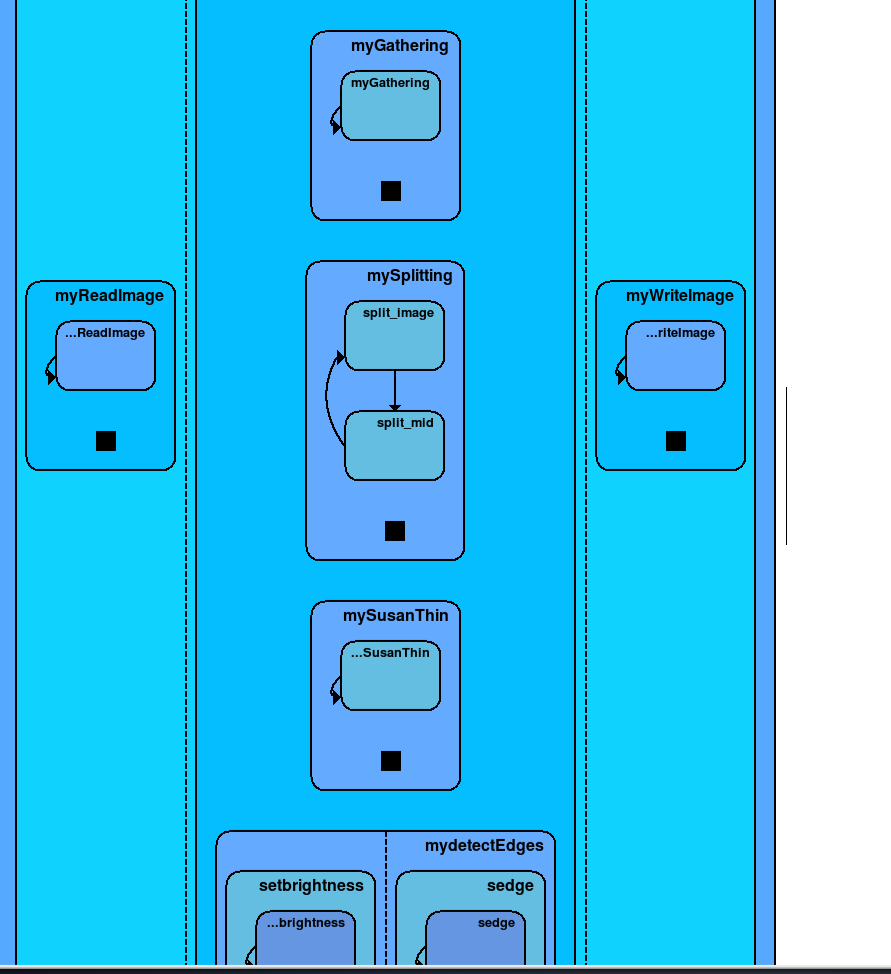 myGathering
myGathering
mySplitting
split_image
split_mid
myReadImage
...ReadImage
myWriteImage
...riteImage
mySusanThin
...SusanThin
mydetectEdges
setbrightness
...brightness
sedge
sedge